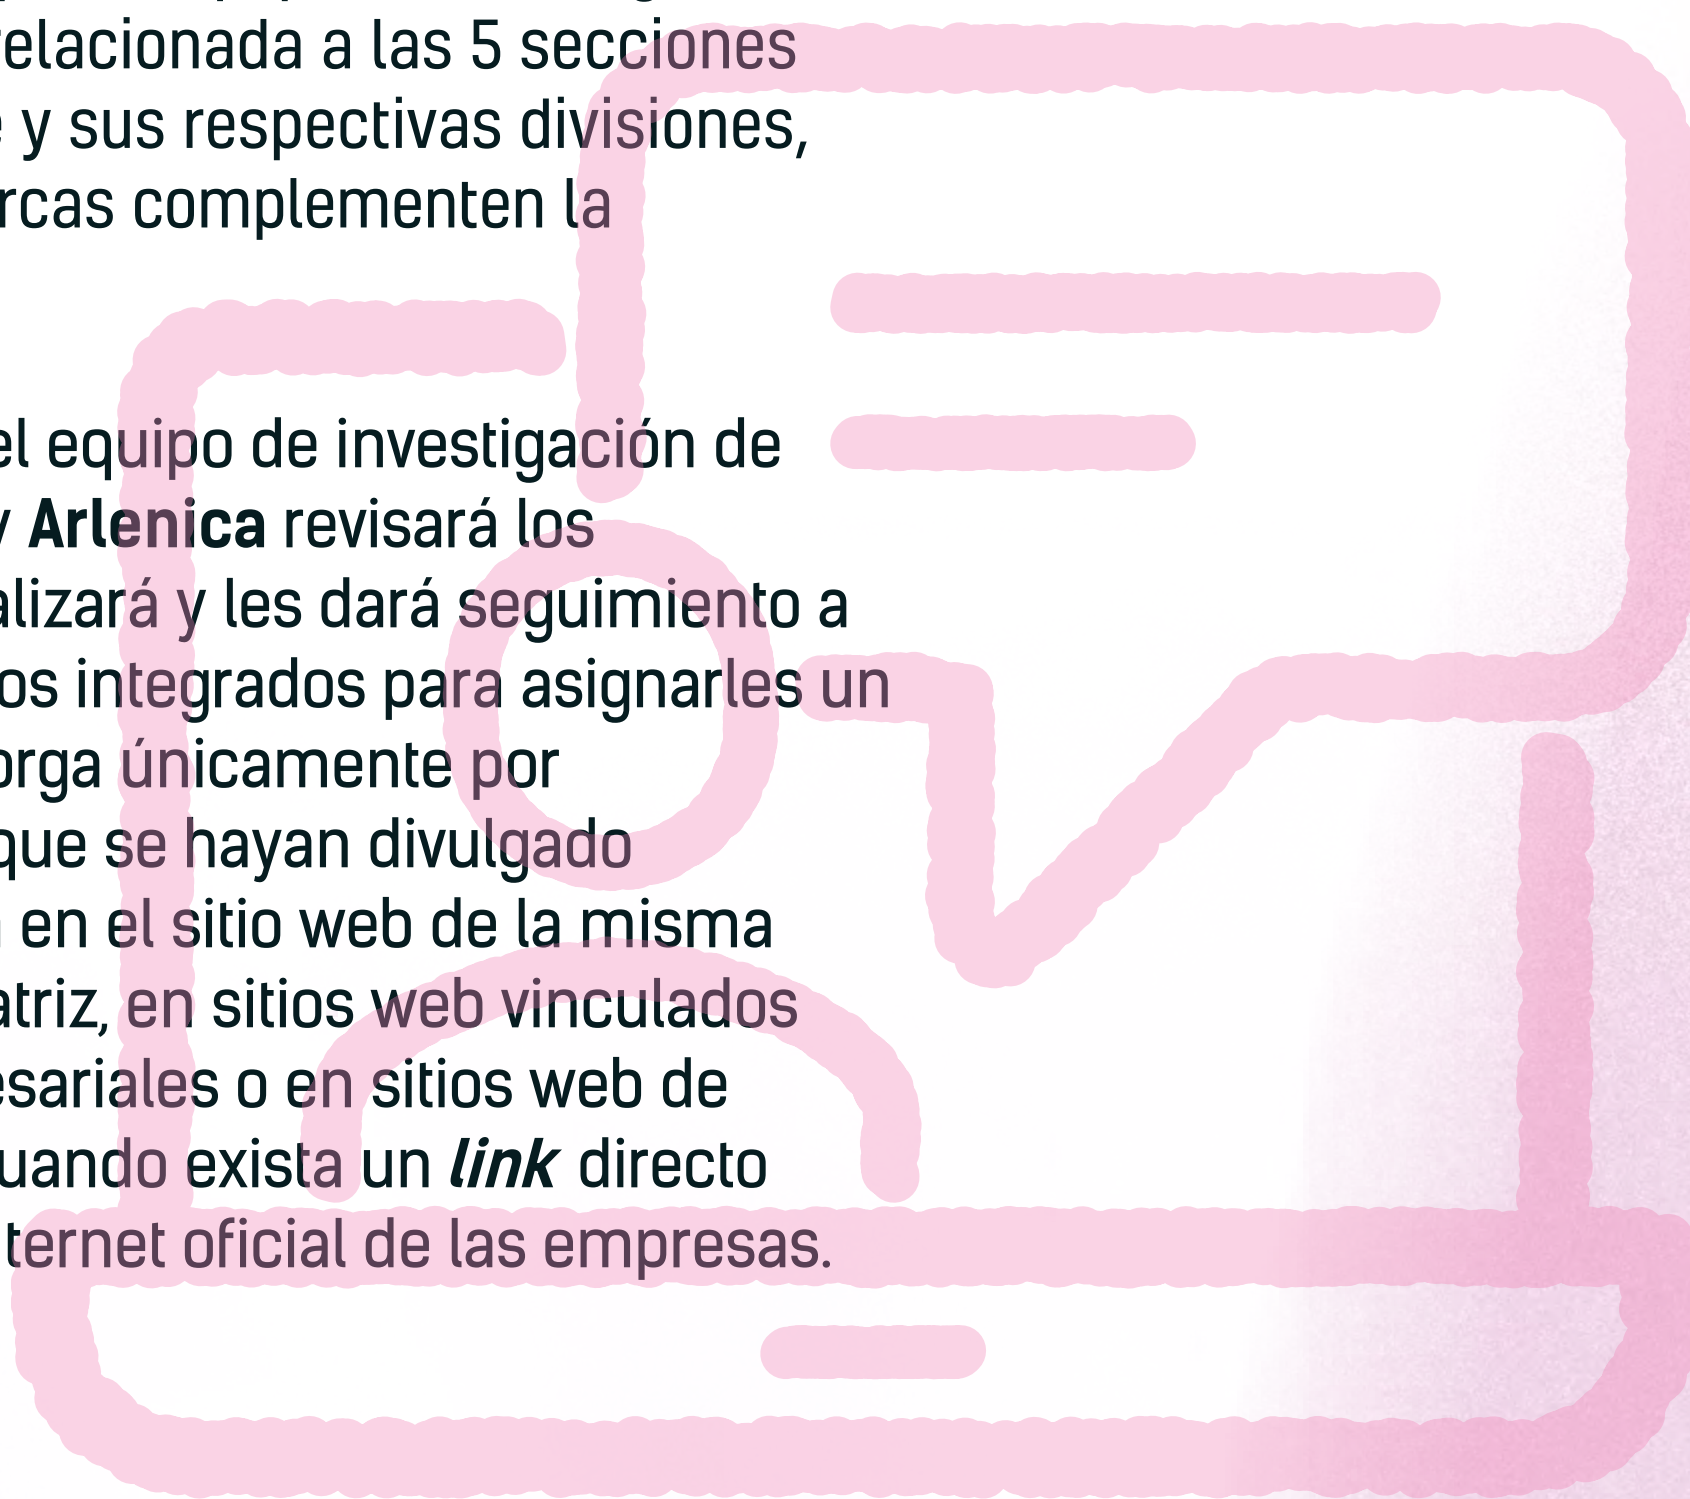 elacionada a las 5 secciones
y sus respectivas divisiones,
rcas complementen la
el equipo de investigación de
y Arlenica revisará los
alizará y les dará seguimiento a
os integrados para asignarles un
orga únicamente por
que se hayan divulgado
en el sitio web de la misma
atriz, en sitios web vinculados
esariales o en sitios web de
uando exista un link directo
ternet oficial de las empresas.